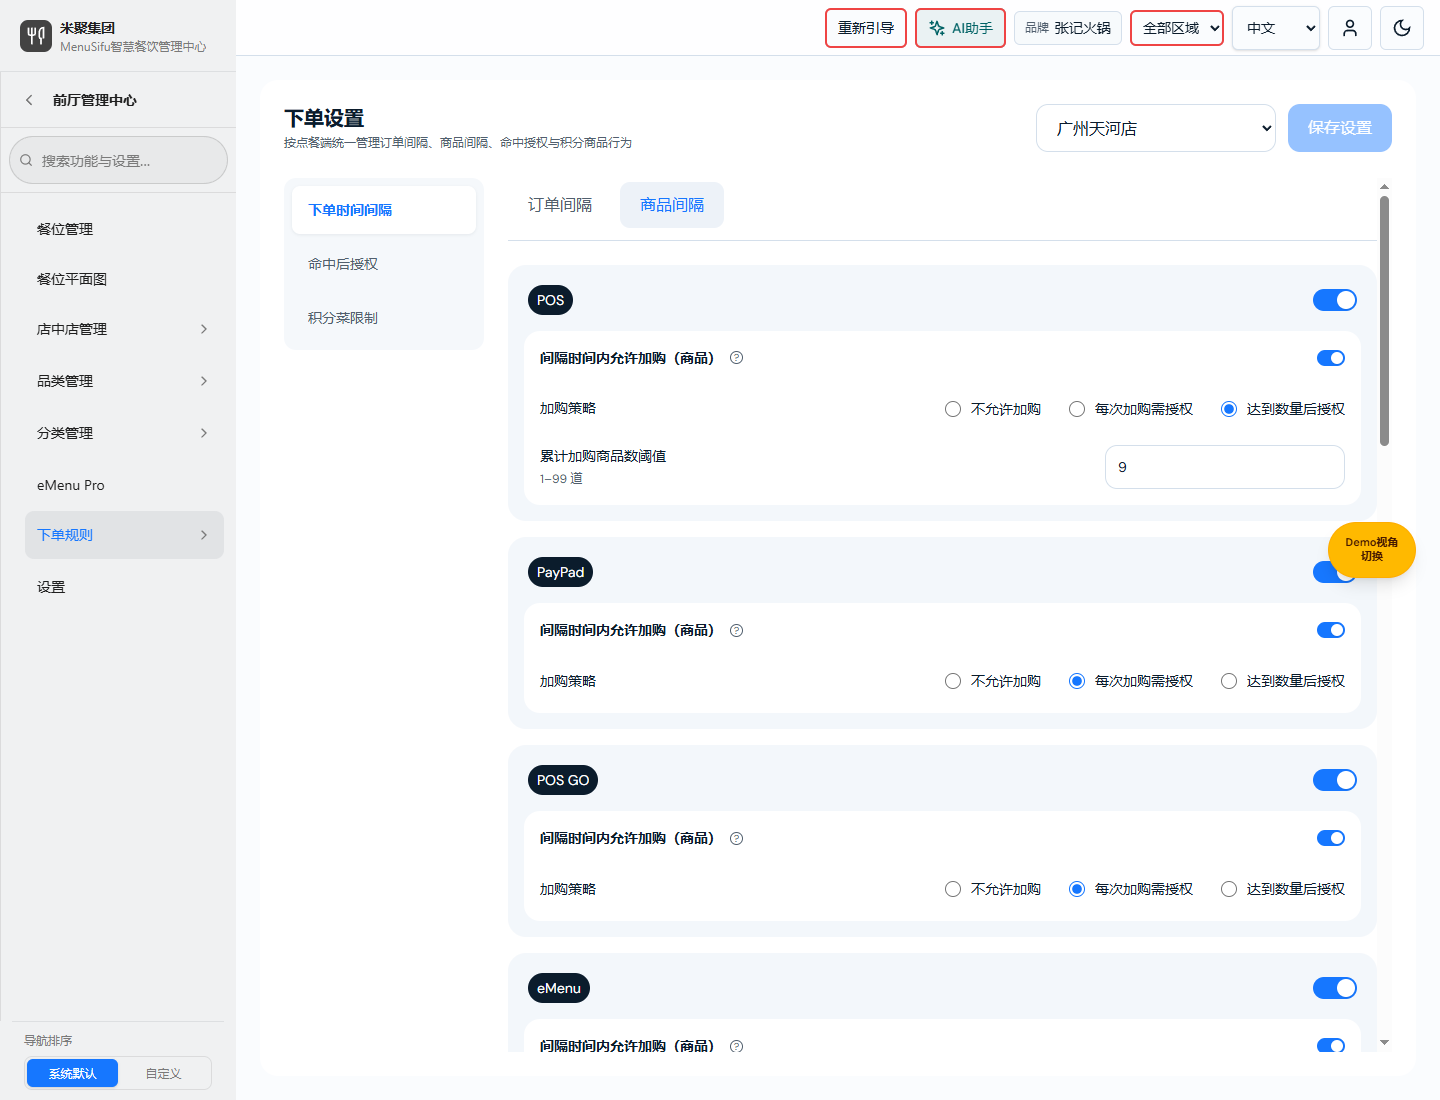 米聚集团
MenuSifu智慧餐饮管理中心
重新引导
AI助手
品牌 张记火锅
全部区域
中文
前厅管理中心
搜索功能与设置...
餐位管理
餐位平面图
店中店管理
品类管理
分类管理
eMenu Pro
下单规则
设置
导航排序
系统默认
自定义
下单设置
按点餐端统一管理订单间隔、商品间隔、命中授权与积分商品行为
广州天河店
保存设置
下单时间间隔
命中后授权
积分菜限制
订单间隔
商品间隔
POS
间隔时间内允许加购（商品）
加购策略
不允许加购
每次加购需授权
达到数量后授权
累计加购商品数阈值
1–99 道
9
Demo视角
切换
PayPad
间隔时间内允许加购（商品）
加购策略
不允许加购
每次加购需授权
达到数量后授权
POS GO
间隔时间内允许加购（商品）
加购策略
不允许加购
每次加购需授权
达到数量后授权
eMenu
间隔时间内允许加购（商品）